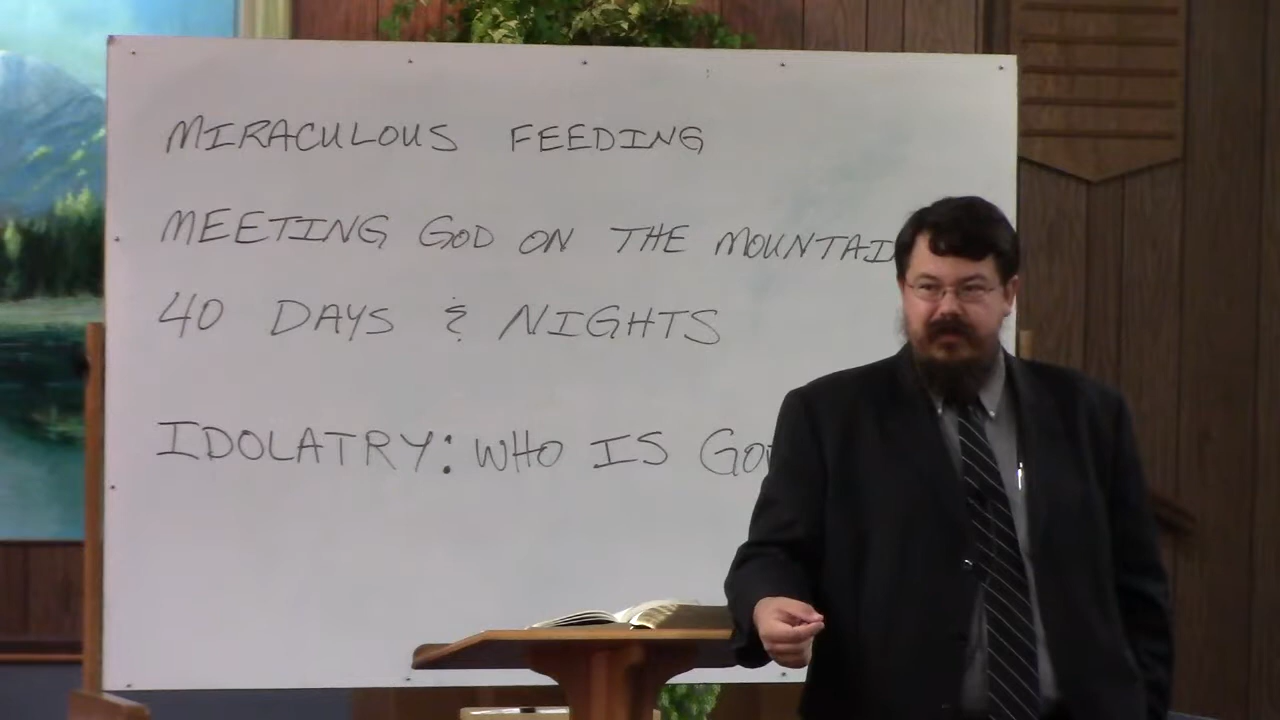 MIRACULOUS FEEDING
MEETING GOD ON THE MOUNTAI
40 DAYS & NIGHTS
IDOLATRY: WHO IS GO